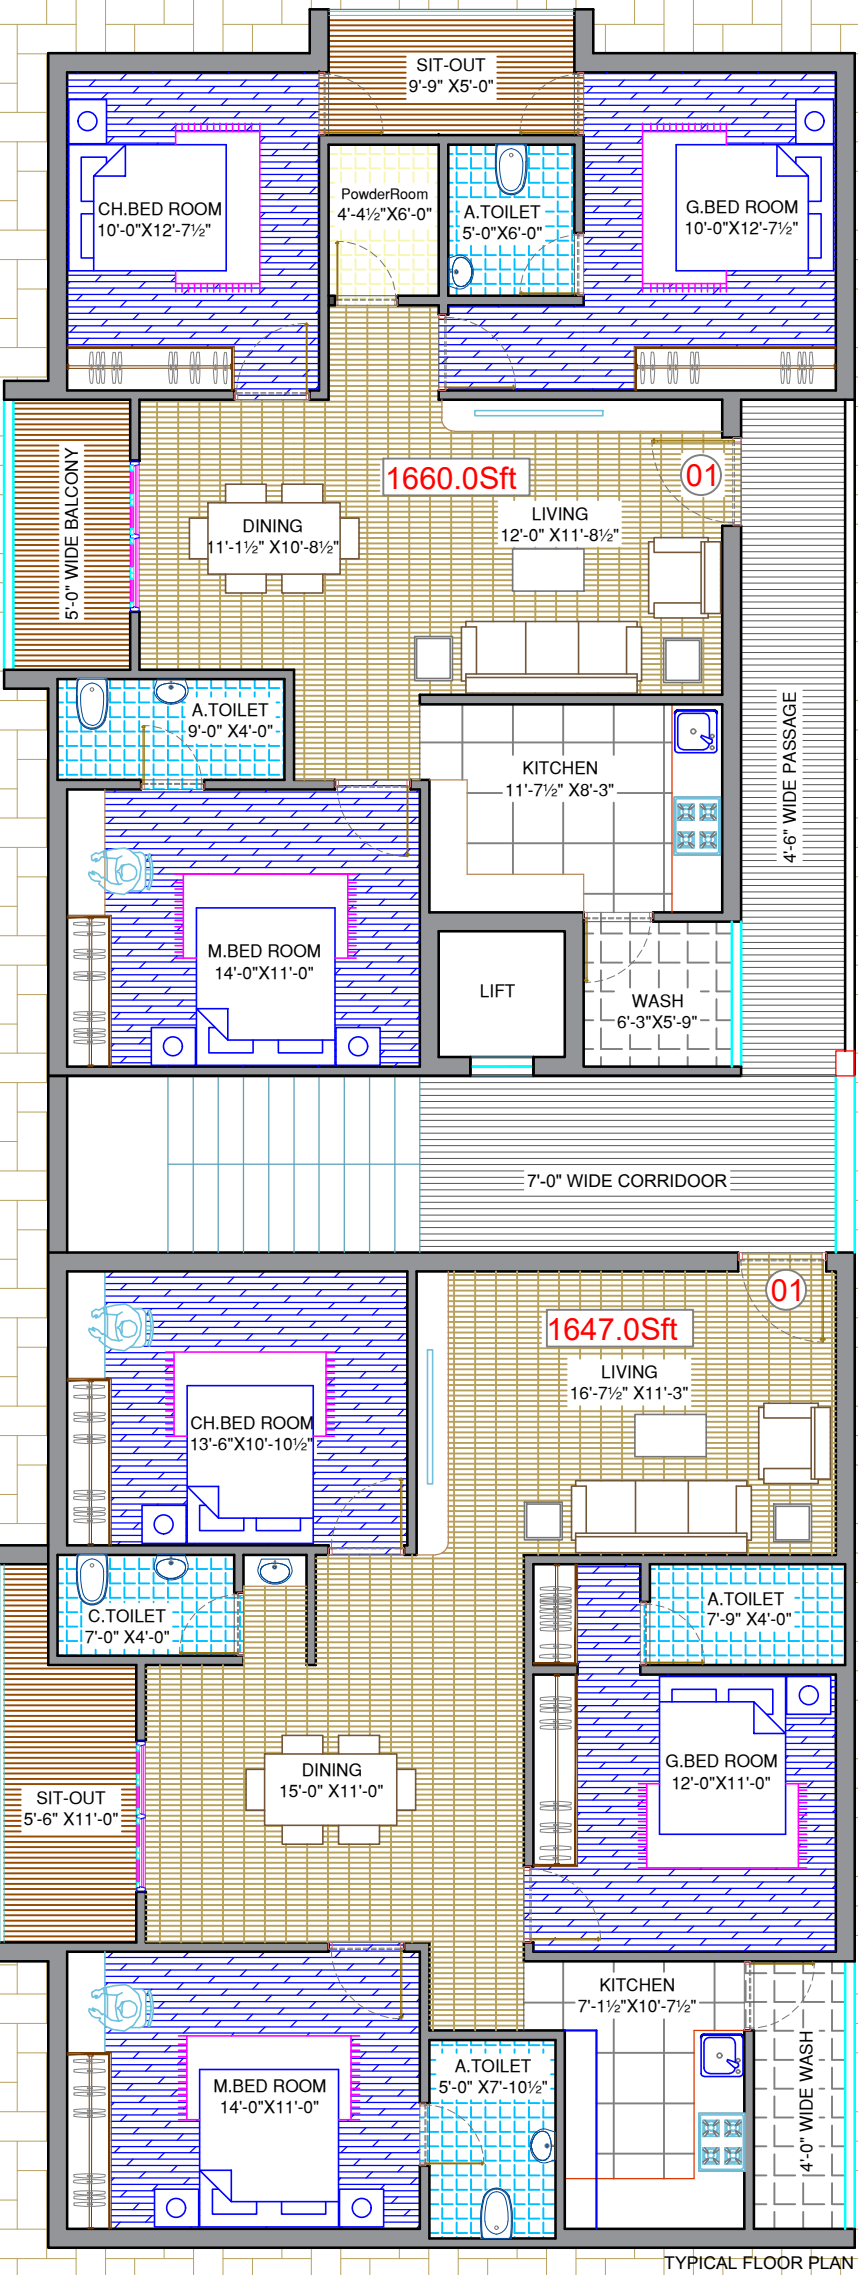 SIT-OUT
9'-9" X5'-0"
CH.BED ROOM
10'-0"X12'-7½"
PowderRoom
4'-4½"X6'-0"
A.TOILET
5'-0"X6'-0"
G.BED ROOM
10'-0"X12'-7½"
5'-0" WIDE BALCONY
1660.0Sft
01
DINING
11'-1½" X10'-8½"
LIVING
12'-0" X11'-8½"
A.TOILET
9'-0" X4'-0"
KITCHEN
11'-7½" X8'-3"
4'-6" WIDE PASSAGE
M.BED ROOM
14'-0"X11'-0"
LIFT
WASH
6'-3"X5'-9"
7'-0" WIDE CORRIDOOR
01
1647.0Sft
LIVING
16'-7½" X11'-3"
CH.BED ROOM
13'-6"X10'-10½"
C.TOILET
7'-0" X4'-0"
A.TOILET
7'-9" X4'-0"
DINING
15'-0" X11'-0"
G.BED ROOM
12'-0"X11'-0"
SIT-OUT
5'-6" X11'-0"
KITCHEN
7'-1½"X10'-7½"
M.BED ROOM
14'-0"X11'-0"
A.TOILET
5'-0" X7'-10½"
4'-0" WIDE WASH
TYPICAL FLOOR PLAN